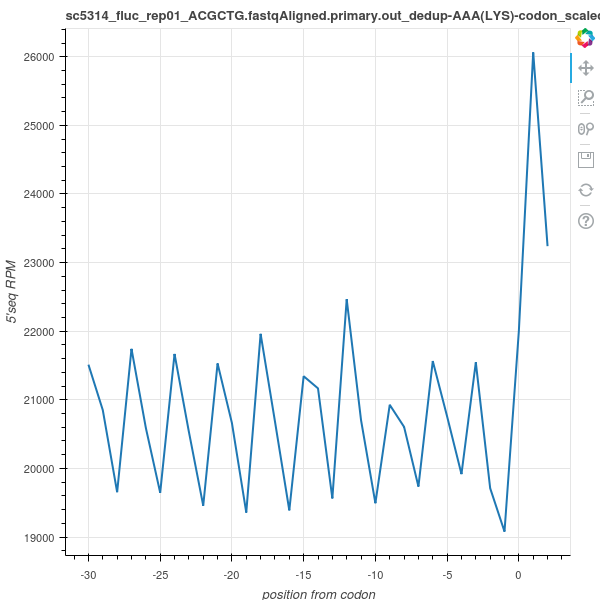 sc5314_fluc_rep01_ACGCTG.fastqAligned.primary.out_dedup-AAA(LYS)-codon_scaled
26000
25000
24000
23000
22000
21000
20000
19000
5'seq RPM
-30 -25 -20 -15 -10 -5 0
position from codon